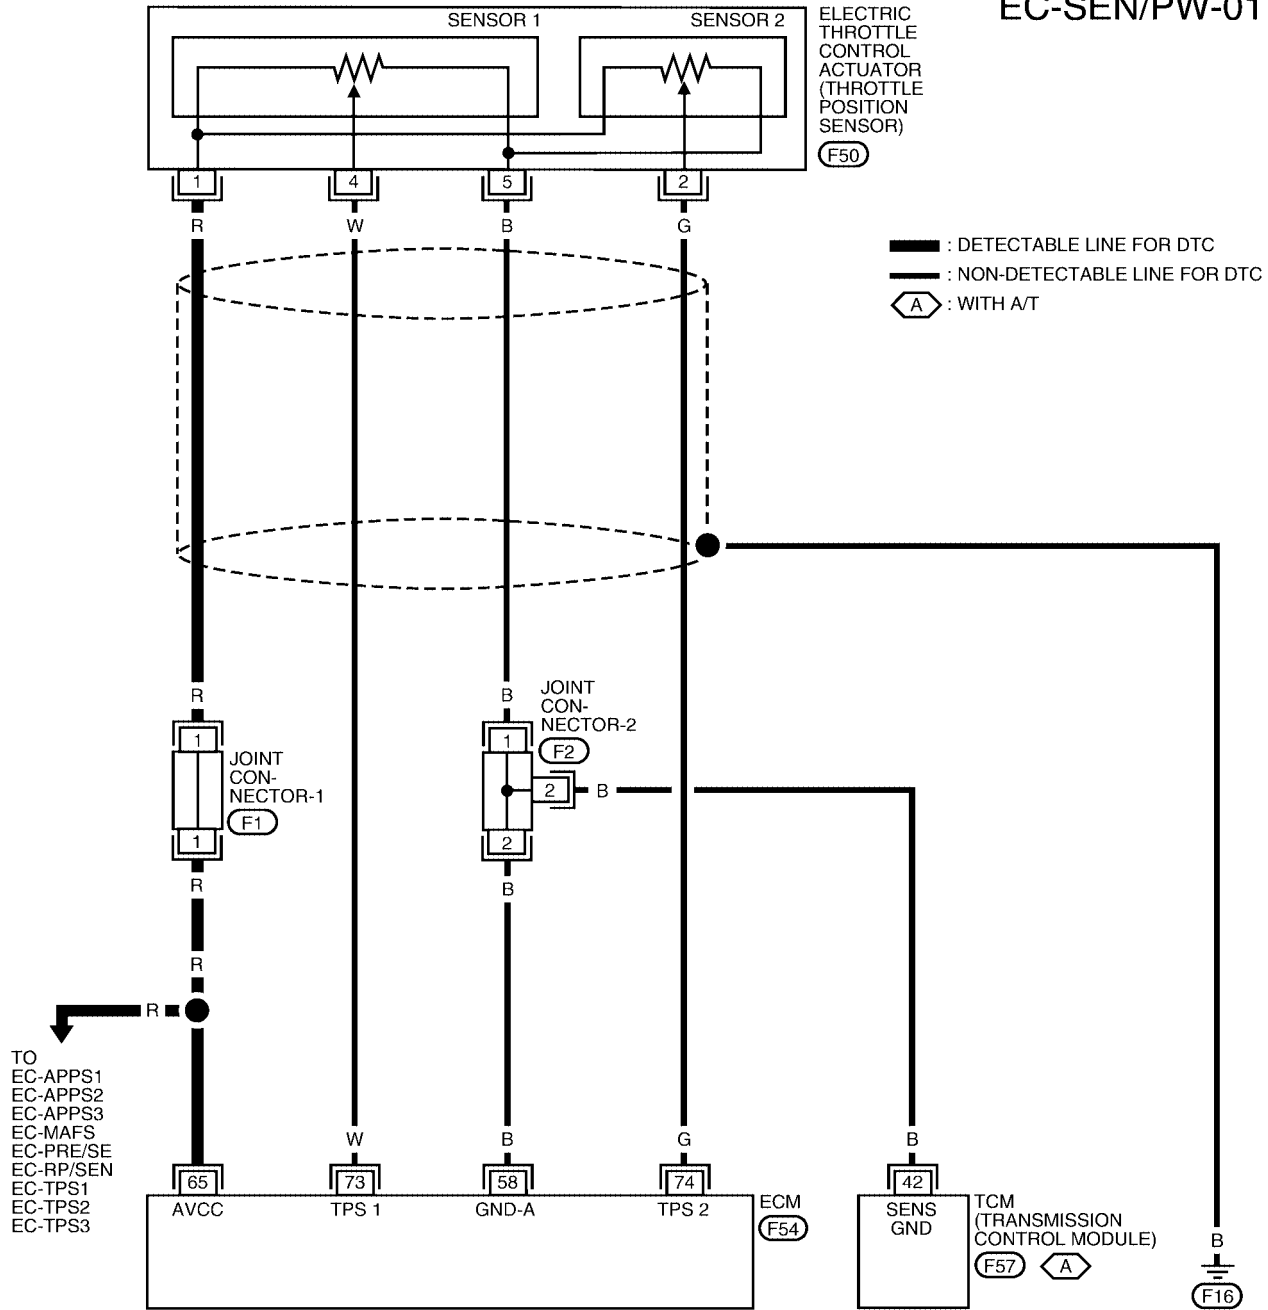 EC-SEN/PW-01
SENSOR 1
SENSOR 2
ELECTRIC
THROTTLE
CONTROL
ACTUATOR
(THROTTLE
POSITION
SENSOR)
F50
1
4
5
2
R
W
B
G
: DETECTABLE LINE FOR DTC
: NON-DETECTABLE LINE FOR DTC
A : WITH A/T
R
B
JOINT
CON-
NECTOR-2
F2
1
1
JOINT
CON-
NECTOR-1
F1
2
B
1
2
R
B
R
R
TO
EC-APPS1
EC-APPS2
EC-APPS3
EC-MAFS
EC-PRE/SE
EC-RP/SEN
EC-TPS1
EC-TPS2
EC-TPS3
W
B
G
B
65
73
58
74
42
AVCC
TPS 1
GND-A
TPS 2
ECM
F54
SENS
GND
TCM
(TRANSMISSION
CONTROL MODULE)
F57
A
B
F16